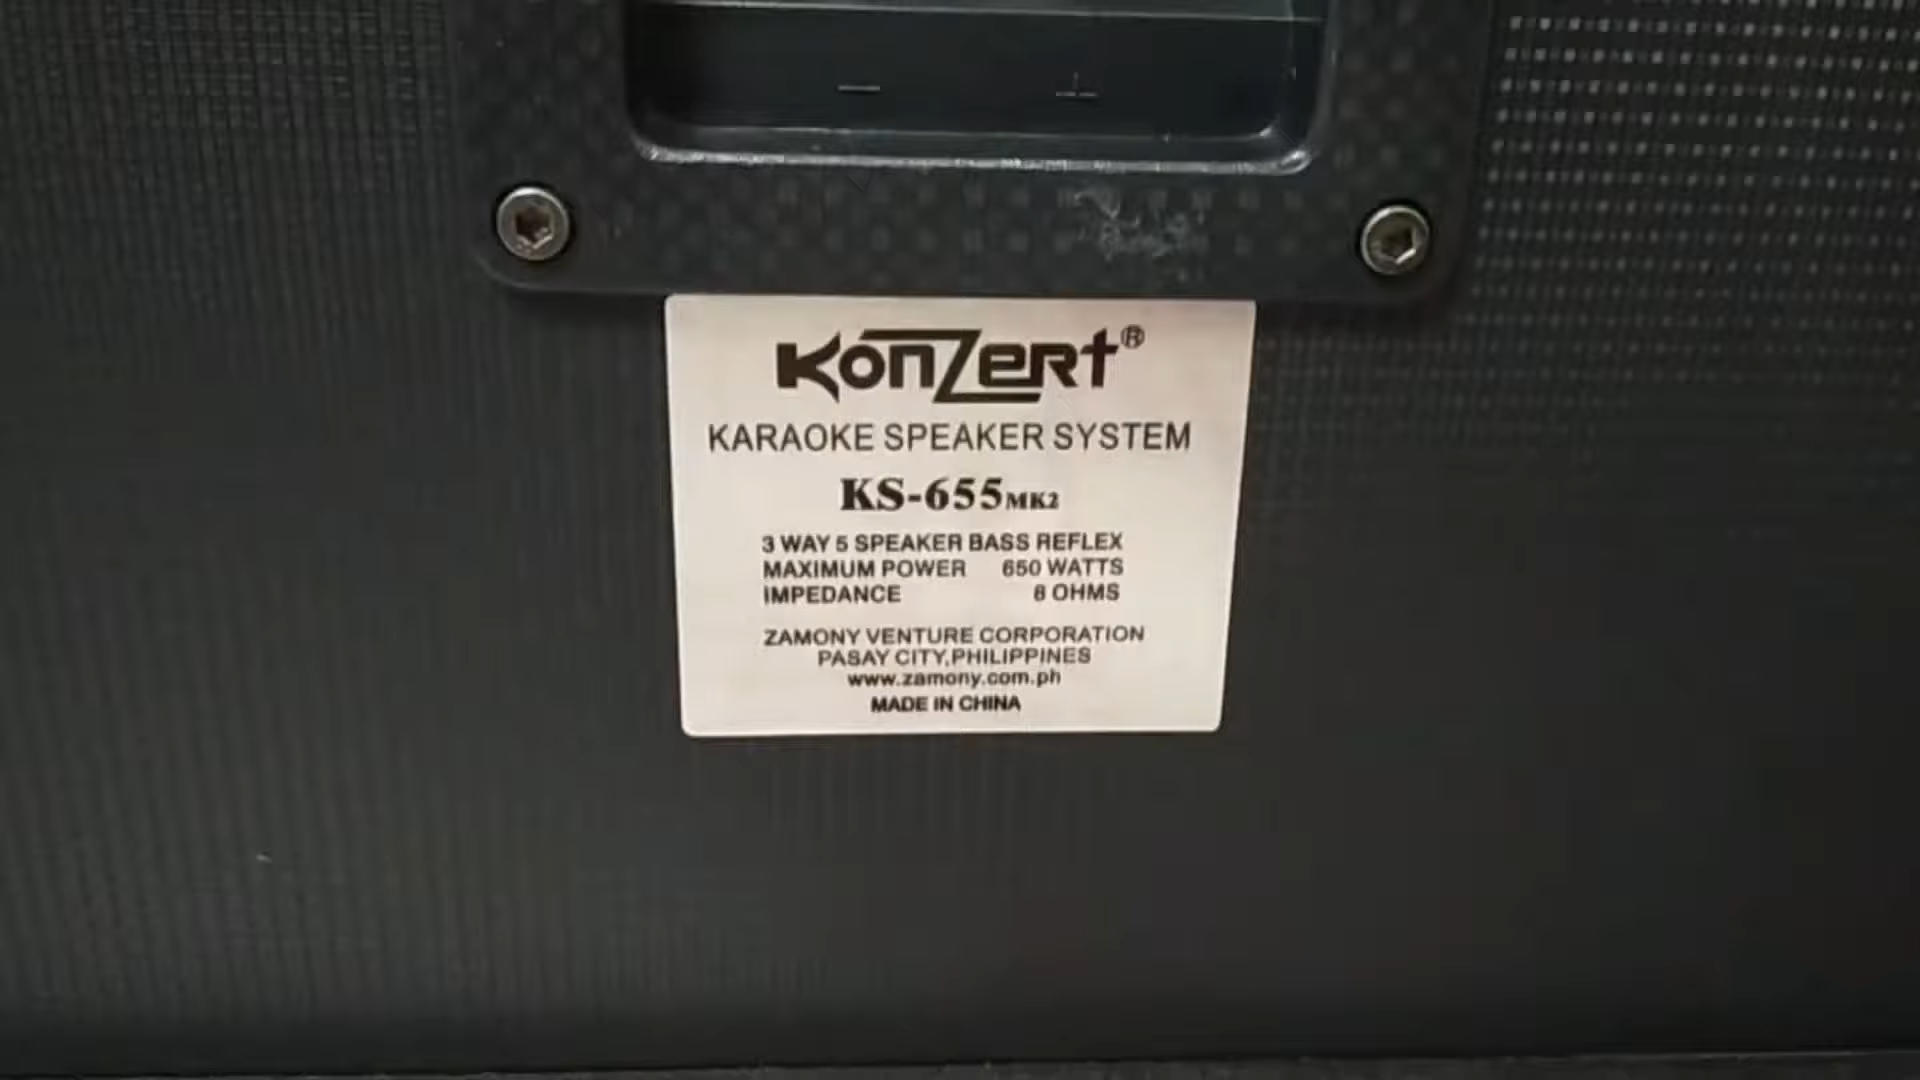 − +
KonZert®
KARAOKE SPEAKER SYSTEM
KS-655MK2
3 WAY 5 SPEAKER BASS REFLEX
MAXIMUM POWER 650 WATTS
IMPEDANCE 8 OHMS
ZAMONY VENTURE CORPORATION
PASAY CITY,PHILIPPINES
www.zamony.com.ph
MADE IN CHINA